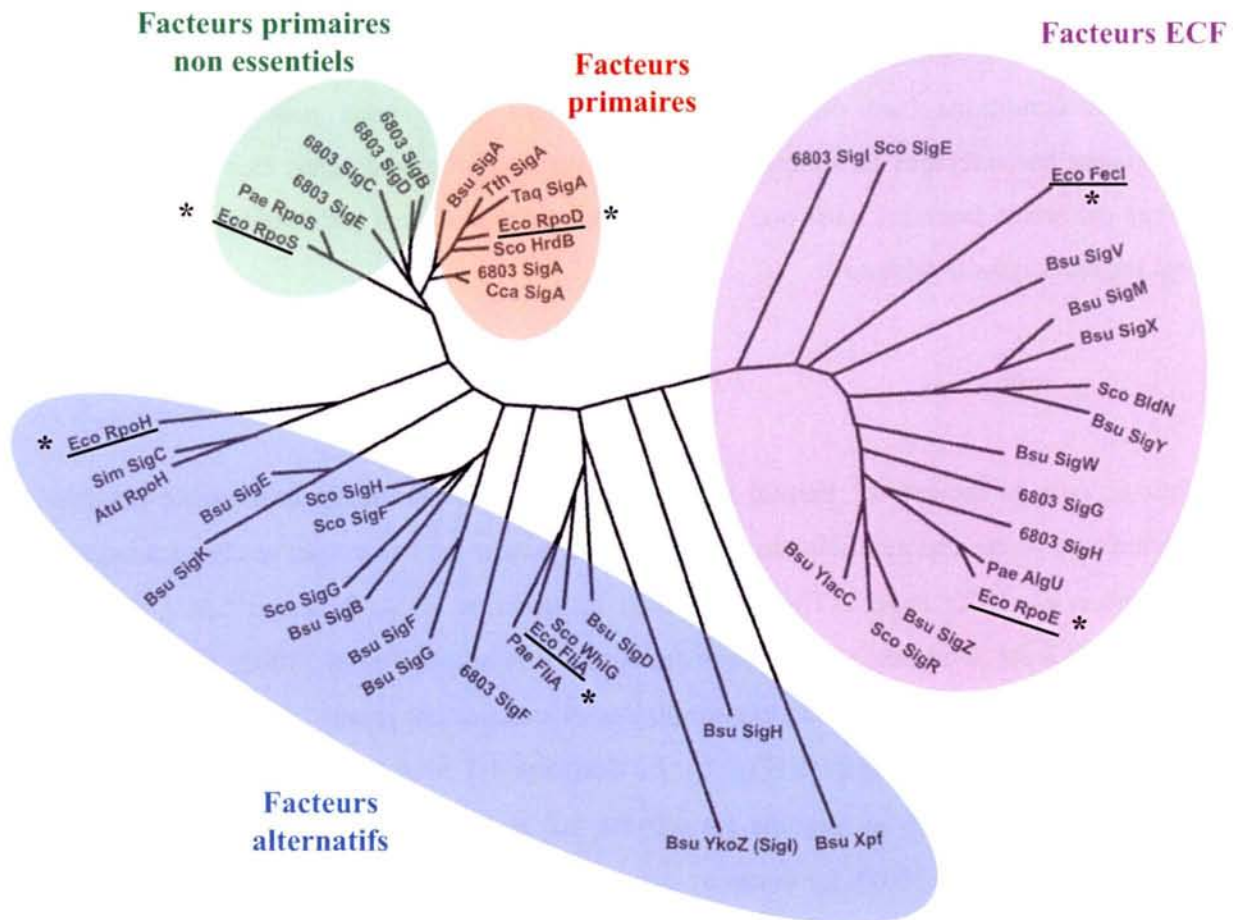 Facteurs primaires
non essentiels
Facteurs
primaires
Facteurs ECF
6803 SigB
6803 SigD
6803 SigC
6803 SigE
Pae RpoS
* Eco RpoS
Bsu SigA
Tth SigA
Taq SigA
Eco RpoD *
Sco HrdB
6803 SigA
Cca SigA
6803 SigI
Sco SigE
Eco FecI
*
Bsu SigV
Bsu SigM
Bsu SigX
Sco BldN
Bsu SigY
Bsu SigW
6803 SigG
6803 SigH
Pae AlgU
Eco RpoE *
Bsu SigZ
Sco SigR
Bsu YlacC
* Eco RpoH
Sim SigC
Atu RpoH
Bsu SigE
Bsu SigK
Sco SigH
Sco SigF
Sco SigG
Bsu SigB
Bsu SigF
Bsu SigG
6803 SigF
Pae FliA
Eco FliA
*
Sco WhiG
Bsu SigD
Bsu SigH
Bsu YkoZ (SigI)
Bsu Xpf
Facteurs
alternatifs